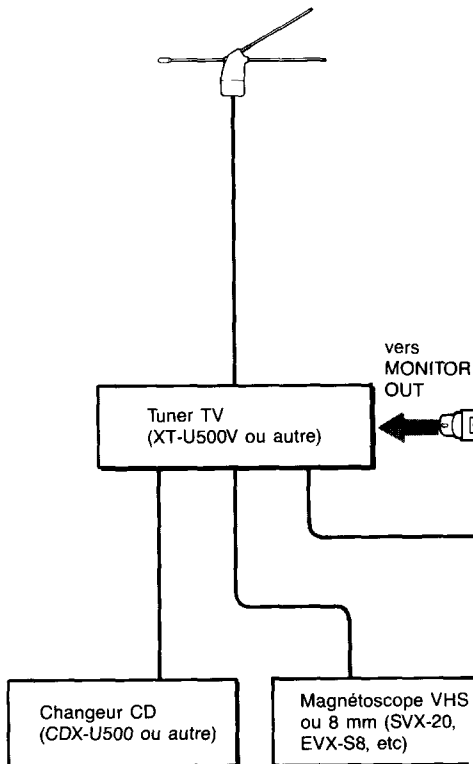 vers
MONITOR
OUT
Tuner TV
(XT-U500V ou autre)
Changeur CD
(CDX-U500 ou autre)
Magnétoscope VHS
ou 8 mm (SVX-20,
EVX-S8, etc)